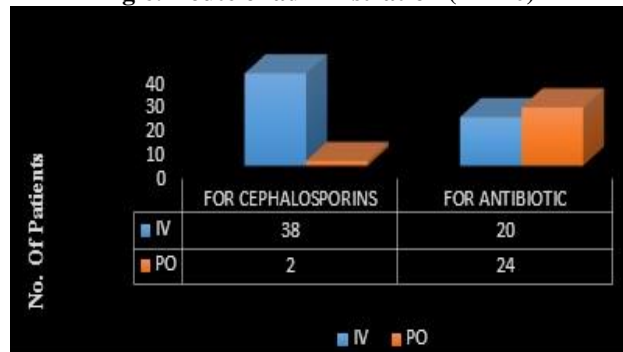 40
30
20
10
0
No. Of Patients
FOR CEPHALOSPORINS FOR ANTIBIOTIC
IV 38 20
PO 2 24
IV PO